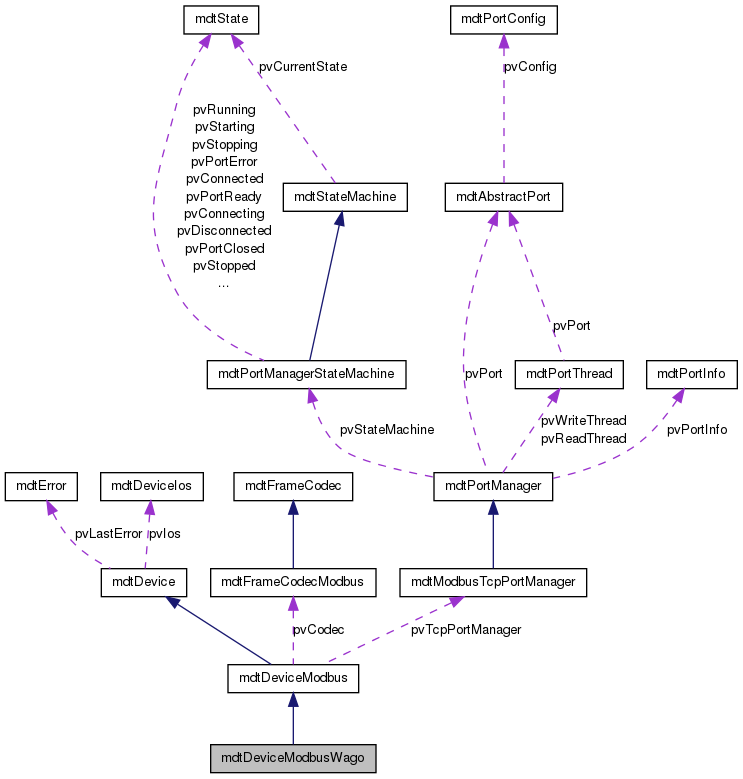 mdtState
mdtPortConfig
pvCurrentState
pvConfig
pvRunning
pvStarting
pvStopping
pvPortError
pvConnected
pvPortReady
pvConnecting
pvDisconnected
pvPortClosed
pvStopped
...
mdtStateMachine
mdtAbstractPort
pvPort
mdtPortManagerStateMachine
pvPort
mdtPortThread
mdtPortInfo
pvStateMachine
pvWriteThread
pvReadThread
pvPortInfo
mdtError
mdtDeviceIos
mdtFrameCodec
mdtPortManager
pvLastError
pvIos
mdtDevice
mdtFrameCodecModbus
mdtModbusTcpPortManager
pvCodec
pvTcpPortManager
mdtDeviceModbus
mdtDeviceModbusWago